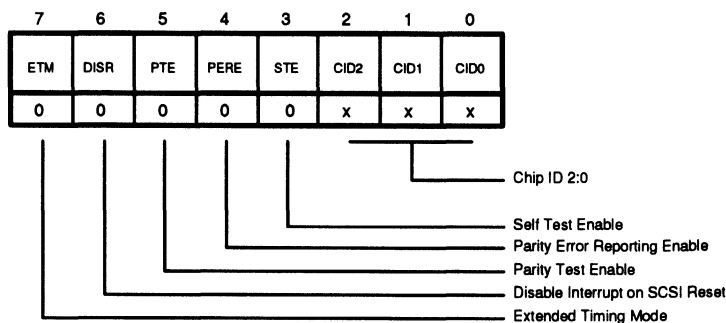 7 6 5 4 3 2 1 0
ETM DISR PTE PERE STE CID2 CID1 CID0
0 0 0 0 0 x x x
Chip ID 2:0
Self Test Enable
Parity Error Reporting Enable
Parity Test Enable
Disable Interrupt on SCSI Reset
Extended Timing Mode